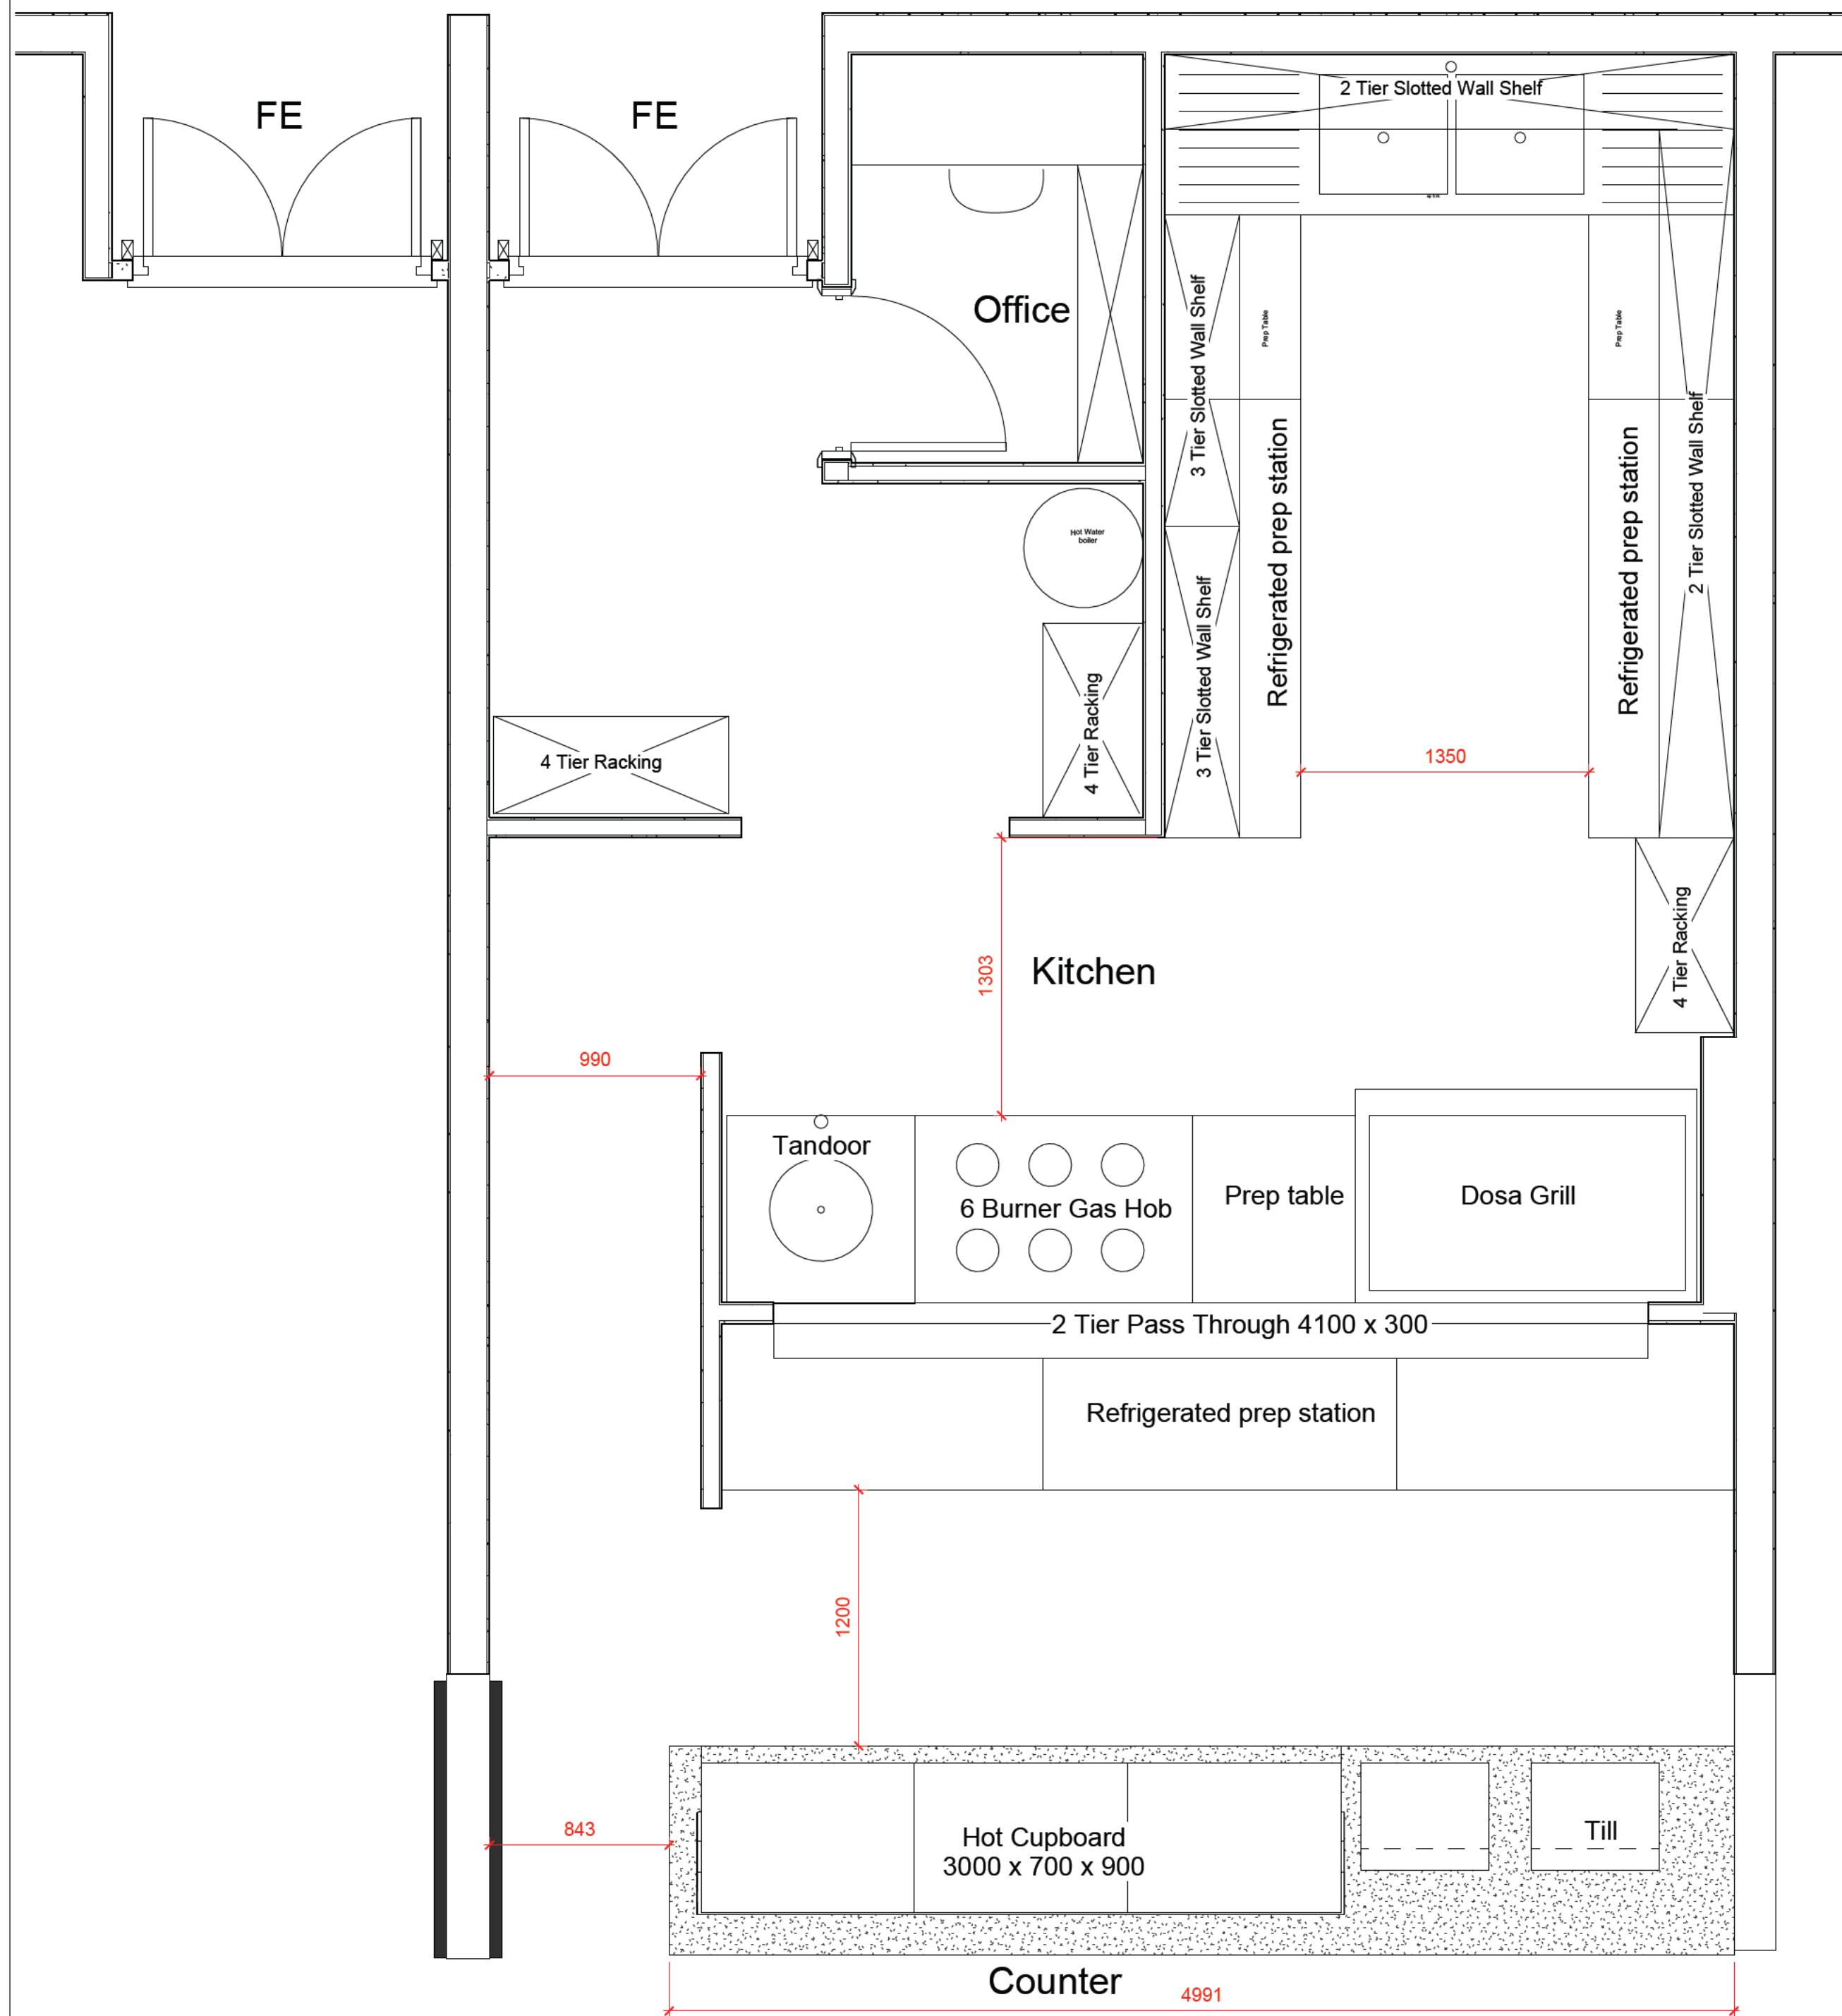 FE
FE
2 Tier Slotted Wall Shelf
Office
3 Tier Slotted Wall Shelf
Prep Table
Prep Table
2 Tier Slotted Wall Shelf
Refrigerated prep station
Refrigerated prep station
Hot Water
boiler
3 Tier Slotted Wall Shelf
4 Tier Racking
4 Tier Racking
1350
1303
Kitchen
4 Tier Racking
990
Tandoor
6 Burner Gas Hob
Prep table
Dosa Grill
2 Tier Pass Through 4100 x 300
Refrigerated prep station
1200
843
Hot Cupboard
3000 x 700 x 900
Till
Counter
4991